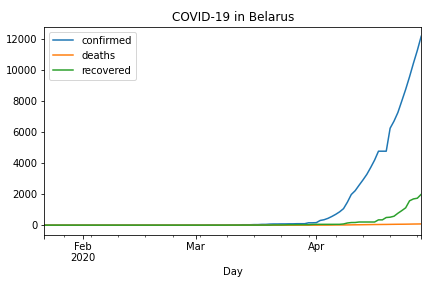 COVID-19 in Belarus
confirmed
deaths
recovered
12000
10000
8000
6000
4000
2000
0
Feb
2020
Mar
Apr
Day